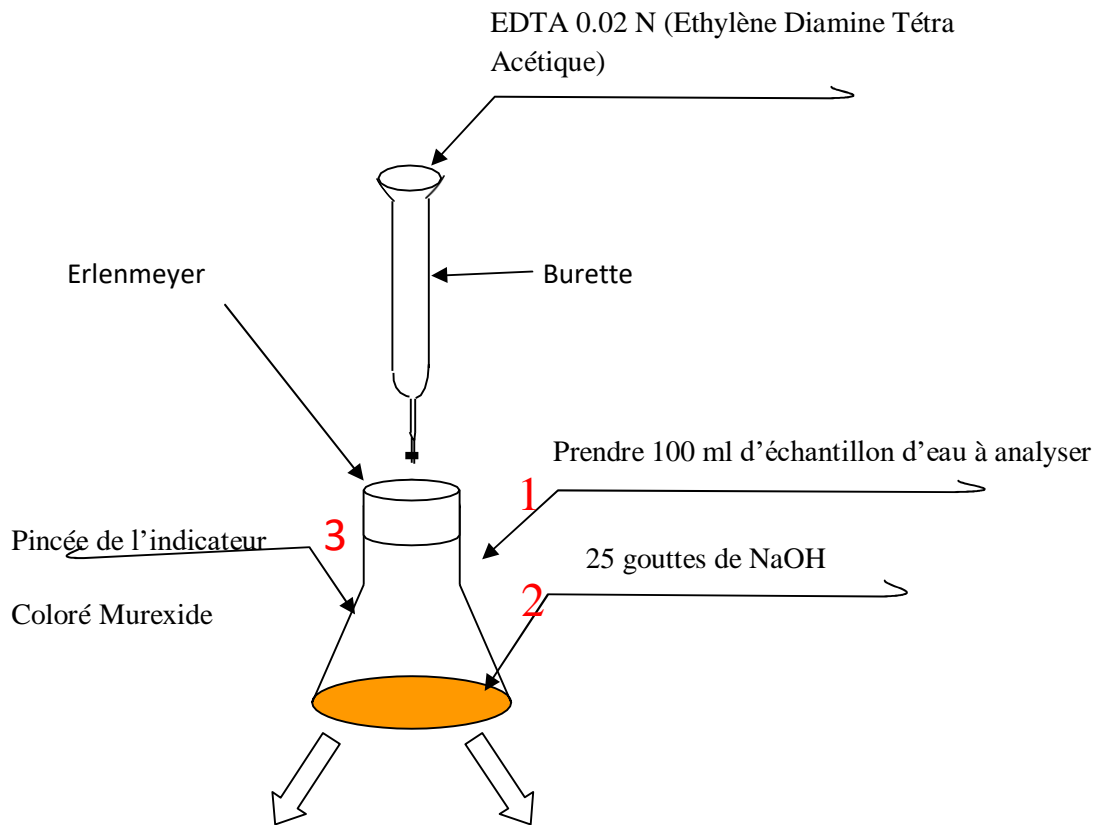 EDTA 0.02 N (Ethylène Diamine Tétra
Acétique)
Erlenmeyer
Burette
Prendre 100 ml d’échantillon d’eau à analyser
1
3
Pincée de l’indicateur
25 gouttes de NaOH
2
Coloré Murexide